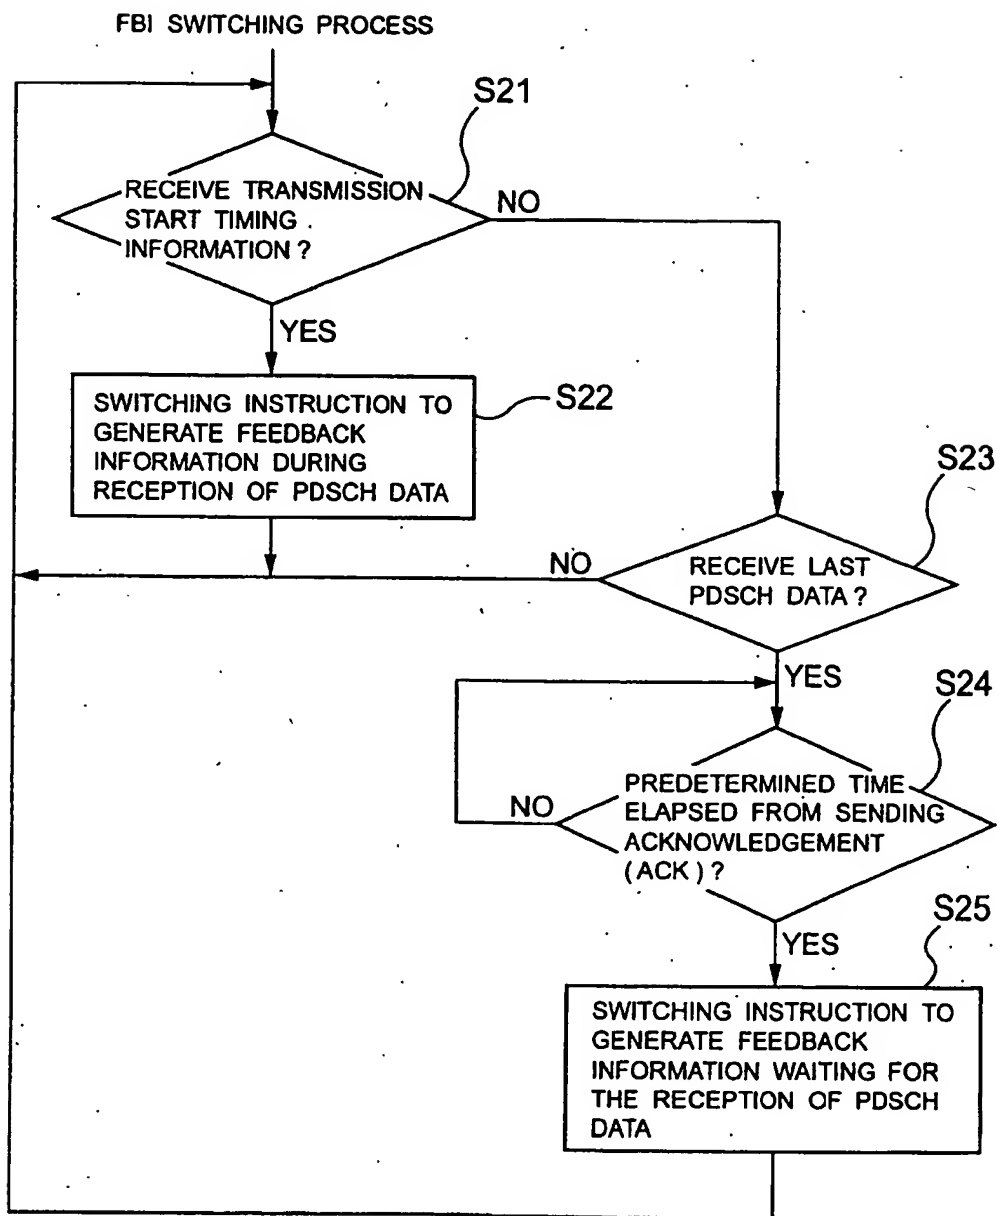 FBI SWITCHING PROCESS
S21
RECEIVE TRANSMISSION
START TIMING
INFORMATION?
NO
YES
S22
SWITCHING INSTRUCTION TO
GENERATE FEEDBACK
INFORMATION DURING
RECEPTION OF PDSCH DATA
S23
NO
RECEIVE LAST
PDSCH DATA?
YES
S24
PREDETERMINED TIME
ELAPSED FROM SENDING
ACKNOWLEDGEMENT
(ACK)?
NO
S25
YES
SWITCHING INSTRUCTION TO
GENERATE FEEDBACK
INFORMATION WAITING FOR
THE RECEPTION OF PDSCH
DATA